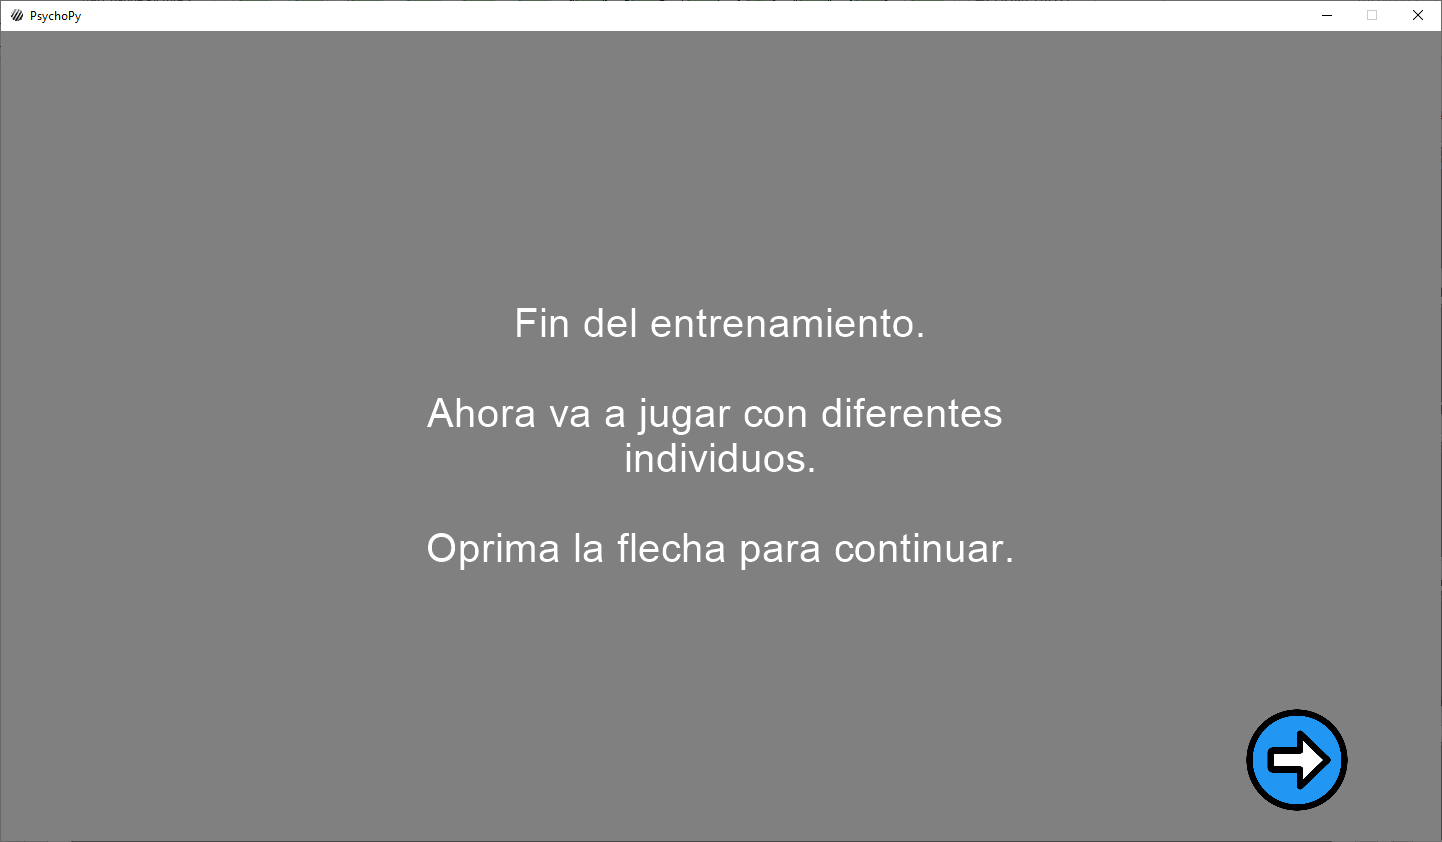 PsychoPy
Fin del entrenamiento.
Ahora va a jugar con diferentes
individuos.
Oprima la flecha para continuar.